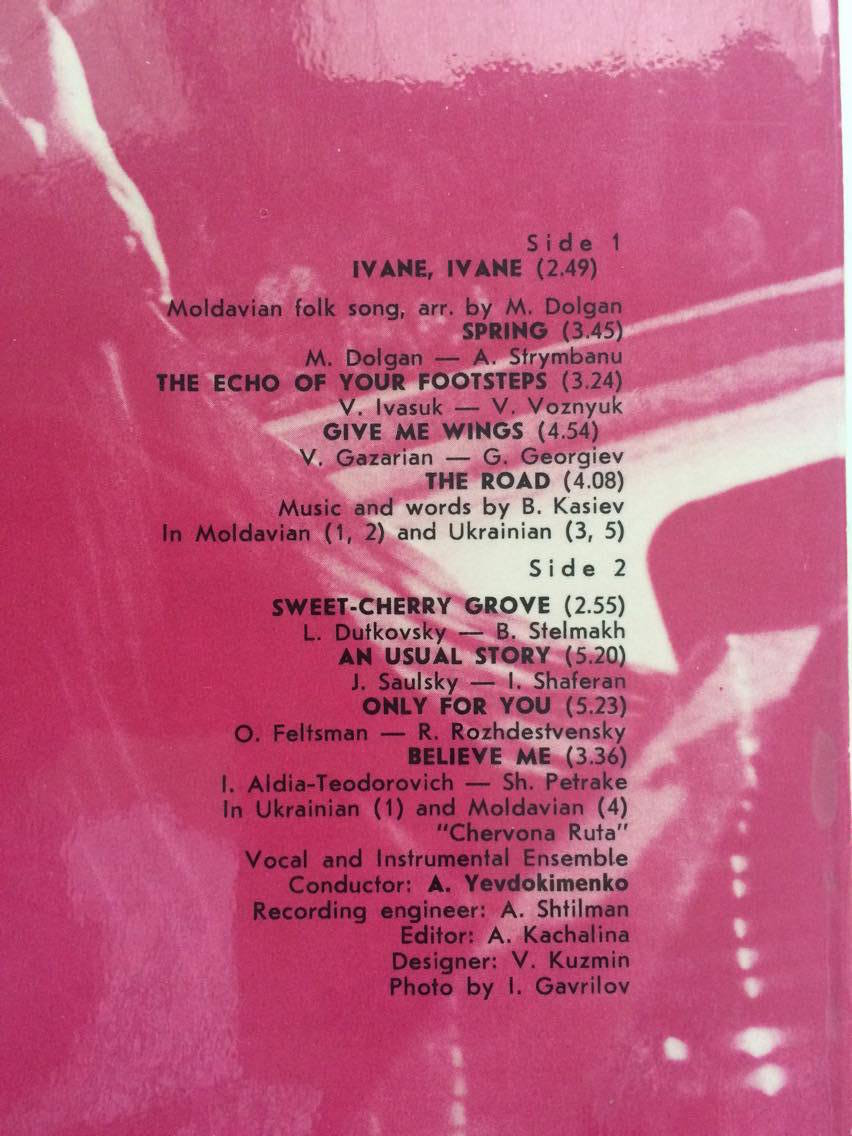 Side 1
IVANE, IVANE (2.49)
Moldavian folk song, arr. by M. Dolgan
SPRING (3.45)
M. Dolgan — A. Strymbanu
THE ECHO OF YOUR FOOTSTEPS (3.24)
V. Ivasuk — V. Voznyuk
GIVE ME WINGS (4.54)
V. Gazarian — G. Georgiev
THE ROAD (4.08)
Music and words by B. Kasiev
In Moldavian (1, 2) and Ukrainian (3, 5)
Side 2
SWEET-CHERRY GROVE (2.55)
L. Dutkovsky — B. Stelmakh
AN USUAL STORY (5.20)
J. Saulsky — I. Shaferan
ONLY FOR YOU (5.23)
O. Feltsman — R. Rozhdestvensky
BELIEVE ME (3.36)
I. Aldia-Teodorovich — Sh. Petrake
In Ukrainian (1) and Moldavian (4)
"Chervona Ruta"
Vocal and Instrumental Ensemble
Conductor: A. Yevdokimenko
Recording engineer: A. Shtilman
Editor: A. Kachalina
Designer: V. Kuzmin
Photo by I. Gavrilov